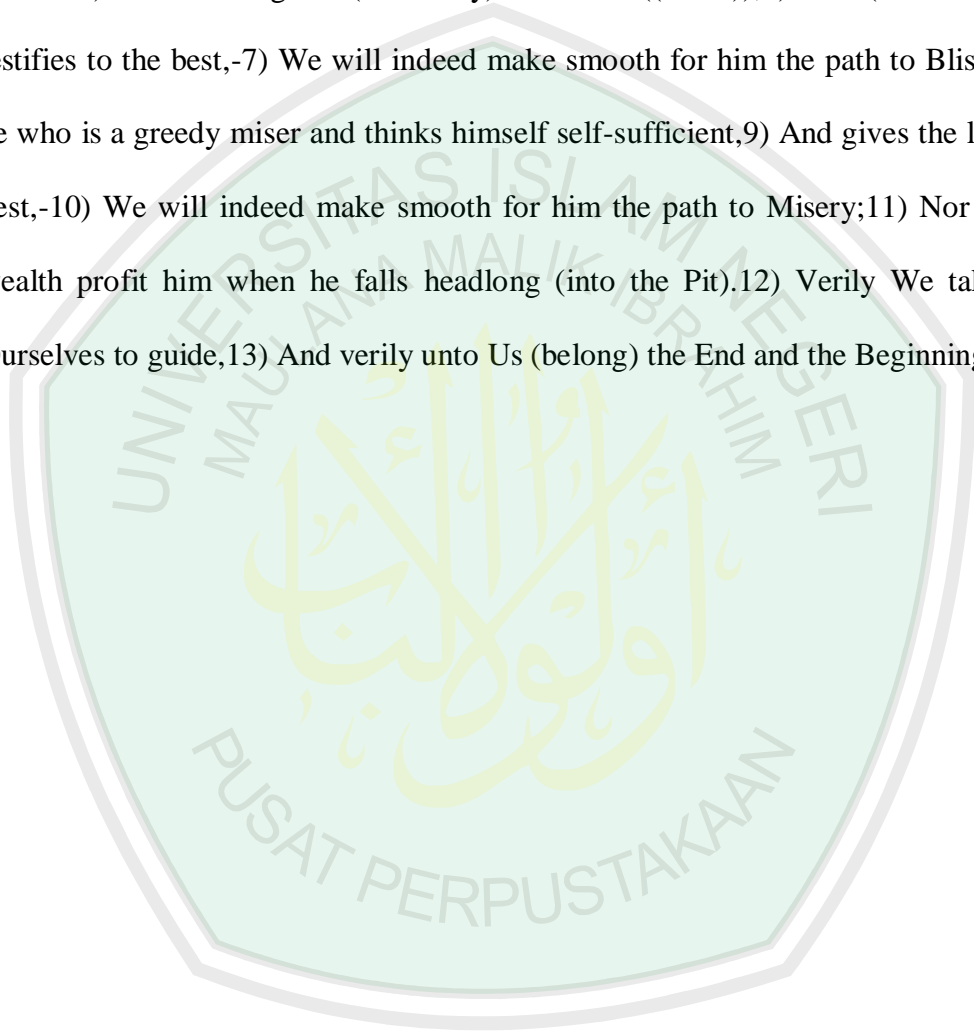 estifies to the best,-7) We will indeed make smooth for him the path to Blis
e who is a greedy miser and thinks himself self-sufficient,9) And gives the l
est,-10) We will indeed make smooth for him the path to Misery;11) Nor
ealth profit him when he falls headlong (into the Pit).12) Verily We ta
urselves to guide,13) And verily unto Us (belong) the End and the Beginning
UNIVERSITAS ISLAM NEGERI
MAULANA MALIK IBRAHIM
أولوا الألباب
PUSAT PERPUSTAKAAN